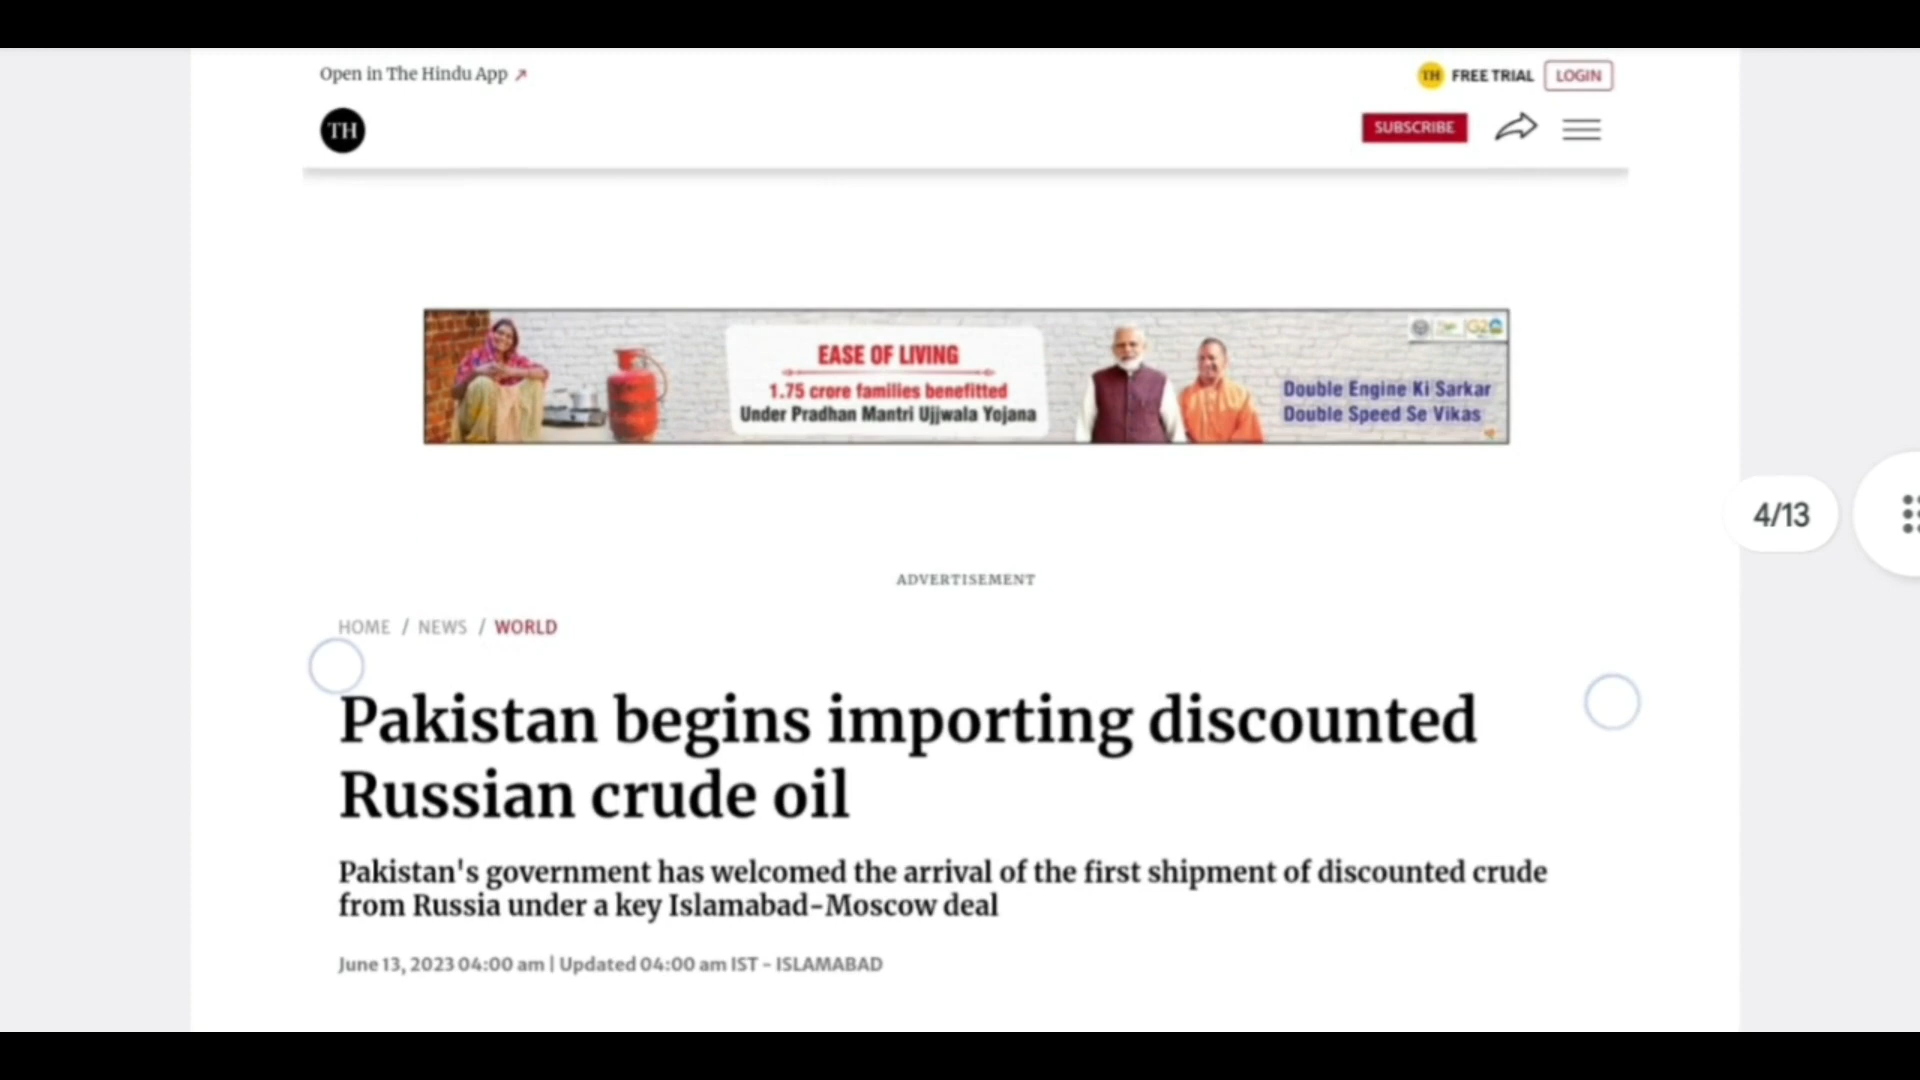 Open in The Hindu App
TH FREE TRIAL LOGIN
TH
SUBSCRIBE
EASE OF LIVING
1.75 crore families benefitted
Under Pradhan Mantri Ujjwala Yojana
G20
Double Engine Ki Sarkar
Double Speed Se Vikas
4/13
ADVERTISEMENT
HOME / NEWS / WORLD
Pakistan begins importing discounted
Russian crude oil
Pakistan's government has welcomed the arrival of the first shipment of discounted crude
from Russia under a key Islamabad-Moscow deal
June 13, 2023 04:00 am | Updated 04:00 am IST - ISLAMABAD